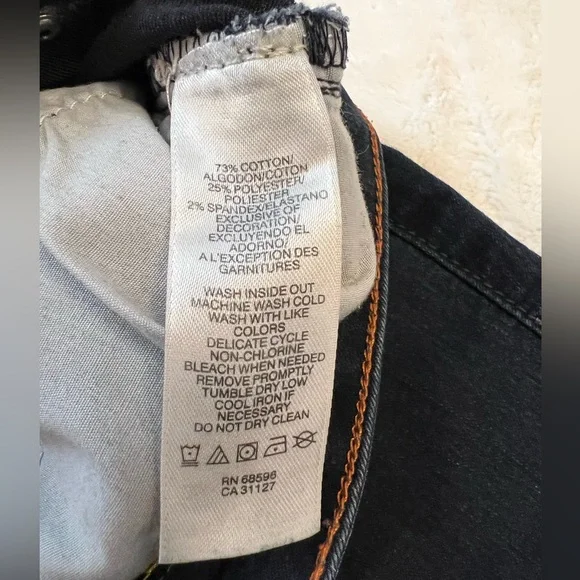 73% COTTON/
ALGODON/COTON
25% POLYESTER/
POLIESTER
2% SPANDEX/ELASTANO
EXCLUSIVE OF
DECORATION/
EXCLUYENDO EL
ADORNO/
A L'EXCEPTION DES
GARNITURES
WASH INSIDE OUT
MACHINE WASH COLD
WASH WITH LIKE
COLORS
DELICATE CYCLE
NON-CHLORINE
BLEACH WHEN NEEDED
REMOVE PROMPTLY
TUMBLE DRY LOW
COOL IRON IF
NECESSARY
DO NOT DRY CLEAN
RN 68596
CA 31127